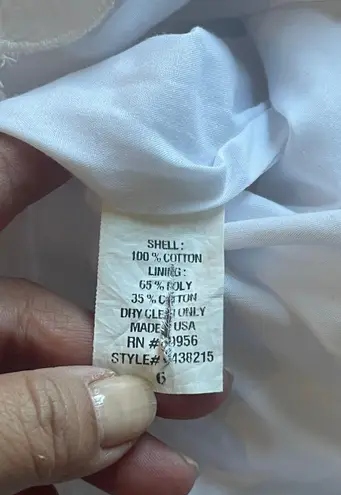 SHELL:
100% COTTON
LINING:
65% POLY
35% COTTON
DRY CLEAN ONLY
MADE USA
RN #
STYLE#
6